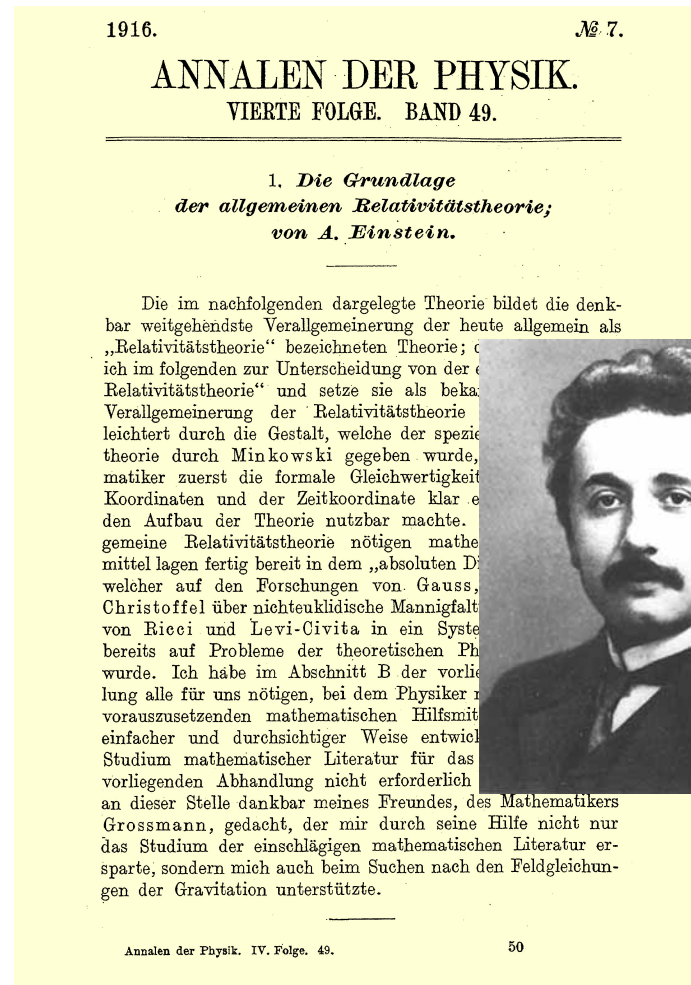 1916.
№ 7.
ANNALEN DER PHYSIK.
VIERTE FOLGE. BAND 49.
1. Die Grundlage
der allgemeinen Relativitätstheorie;
von A. Einstein.
Die im nachfolgenden dargelegte Theorie bildet die denk-
bar weitgehendste Verallgemeinerung der heute allgemein als
„Relativitätstheorie“ bezeichneten Theorie;
ich im folgenden zur Unterscheidung von der
Relativitätstheorie“ und setze sie als
Verallgemeinerung der Relativitätstheorie
leichtert durch die Gestalt, welche der
theorie durch Minkowski gegeben wurde,
matiker zuerst die formale Gleichwertigkeit
Koordinaten und der Zeitkoordinate klar
den Aufbau der Theorie nutzbar machte.
gemeine Relativitätstheorie nötigen
mittel lagen fertig bereit in dem „absoluten
welcher auf den Forschungen von Gauss,
Christoffel über nichteuklidische
von Ricci und Levi-Civita in ein
bereits auf Probleme der theoretischen
wurde. Ich habe im Abschnitt B der
lung alle für uns nötigen, bei dem Physiker
vorauszusetzenden mathematischen
einfacher und durchsichtiger Weise
Studium mathematischer Literatur für das
vorliegenden Abhandlung nicht erforderlich
an dieser Stelle dankbar meines Freundes, des Mathematikers
Grossmann, gedacht, der mir durch seine Hilfe nicht nur
das Studium der einschlägigen mathematischen Literatur er-
sparte, sondern mich auch beim Suchen nach den Feldgleichun-
gen der Gravitation unterstützte.
Annalen der Physik. IV. Folge. 49.
50